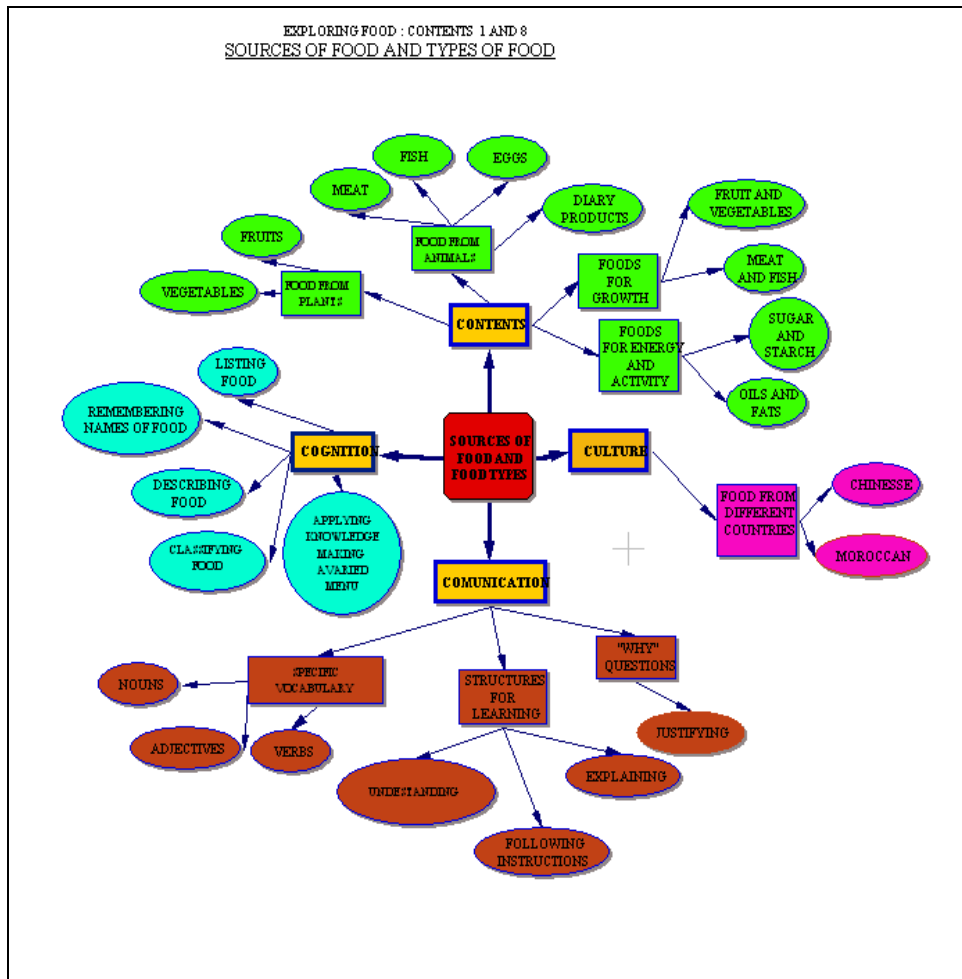 EXPLORING FOOD : CONTENTS 1 AND 8
SOURCES OF FOOD AND TYPES OF FOOD
FISH
EGGS
MEAT
DIARY
PRODUCTS
FRUIT AND
VEGETABLES
FRUITS
FOOD FROM
ANIMALS
FOODS
FOR
GROWTH
MEAT
AND FISH
VEGETABLES
FOOD FROM
PLANTS
CONTENTS
FOODS
FOR ENERGY
AND
ACTIVITY
SUGAR
AND
STARCH
OILS AND
FATS
LISTING
FOOD
REMEMBERING
NAMES OF FOOD
COGNITION
SOURCES OF
FOOD AND
FOOD TYPES
CULTURE
DESCRIBING
FOOD
CLASSIFYING
FOOD
APPLYING
KNOWLEDGE
MAKING
AVARIED
MENU
FOOD FROM
DIFFERENT
COUNTRIES
CHINESSE
MOROCCAN
COMUNICATION
SPECIFIC
VOCABULARY
STRUCTURES
FOR
LEARNING
"WHY"
QUESTIONS
NOUNS
ADJECTIVES
VERBS
JUSTIFYING
UNDESTANDING
EXPLAINING
FOLLOWING
INSTRUCTIONS